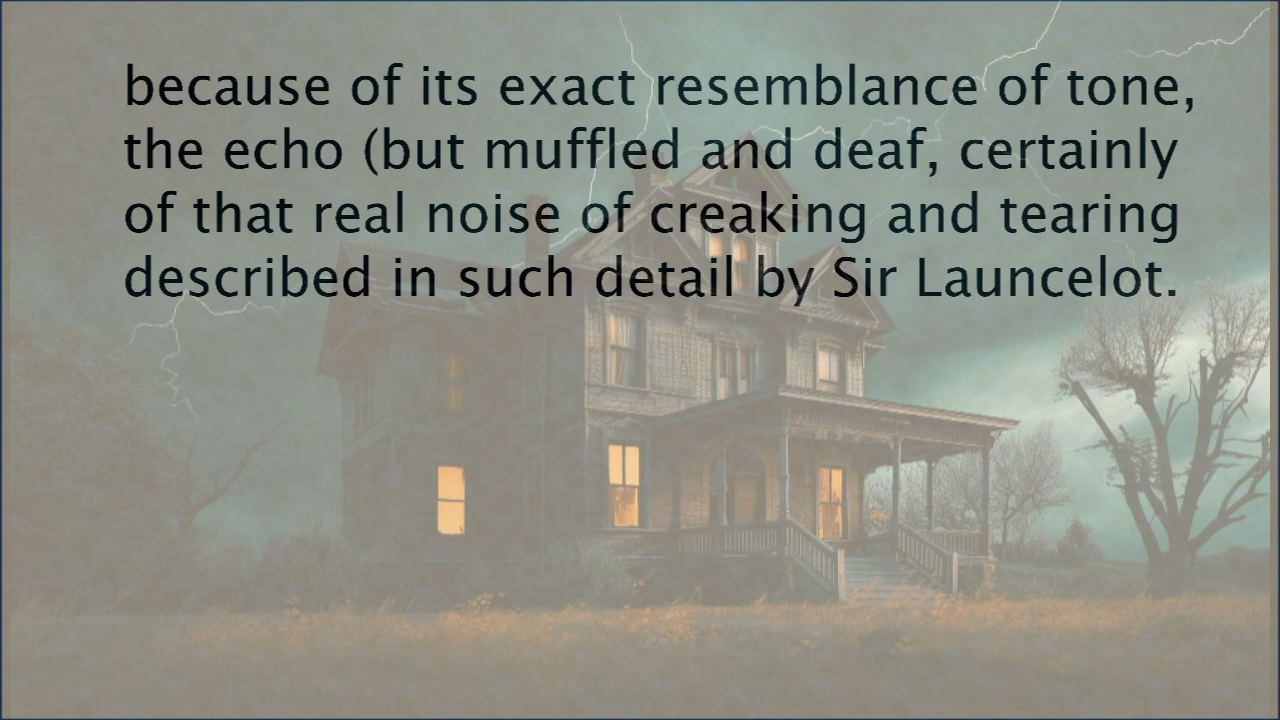 because of its exact resemblance of tone,
the echo (but muffled and deaf, certainly
of that real noise of creaking and tearing
described in such detail by Sir Launcelot.